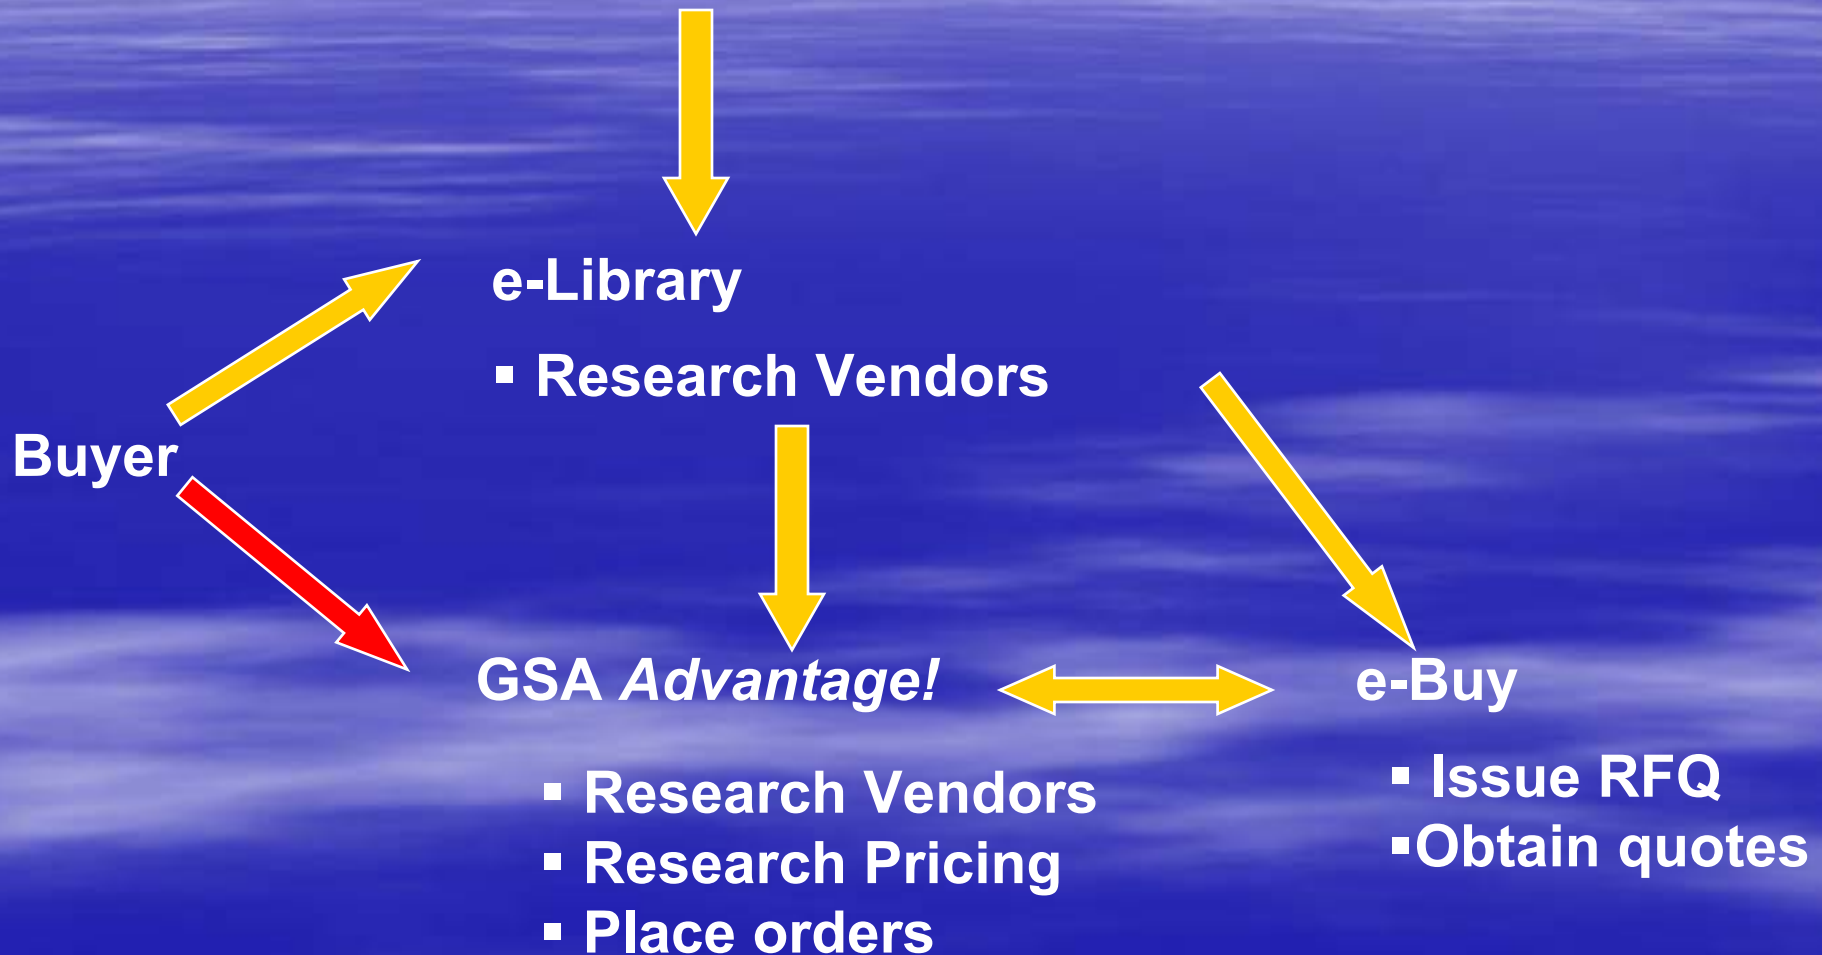 e-Library
▪ Research Vendors
Buyer
GSA Advantage!
e-Buy
▪ Research Vendors
▪ Research Pricing
▪ Place orders
▪ Issue RFQ
▪Obtain quotes